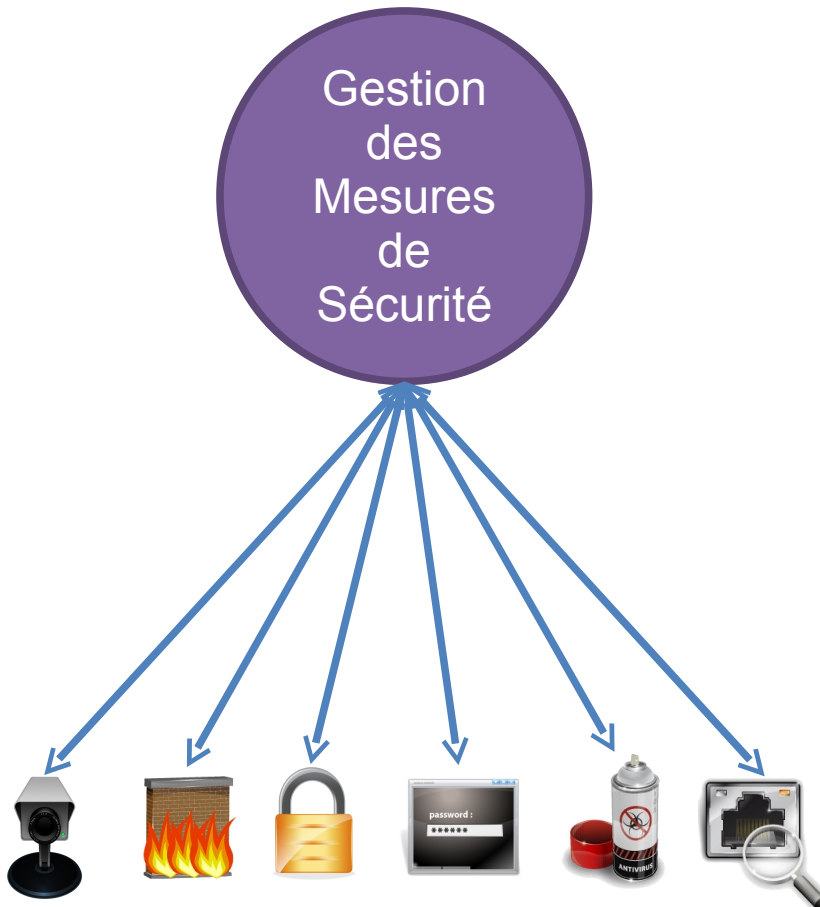 Gestion
des
Mesures
de
Sécurité
password :
******
ANTIVIRUS